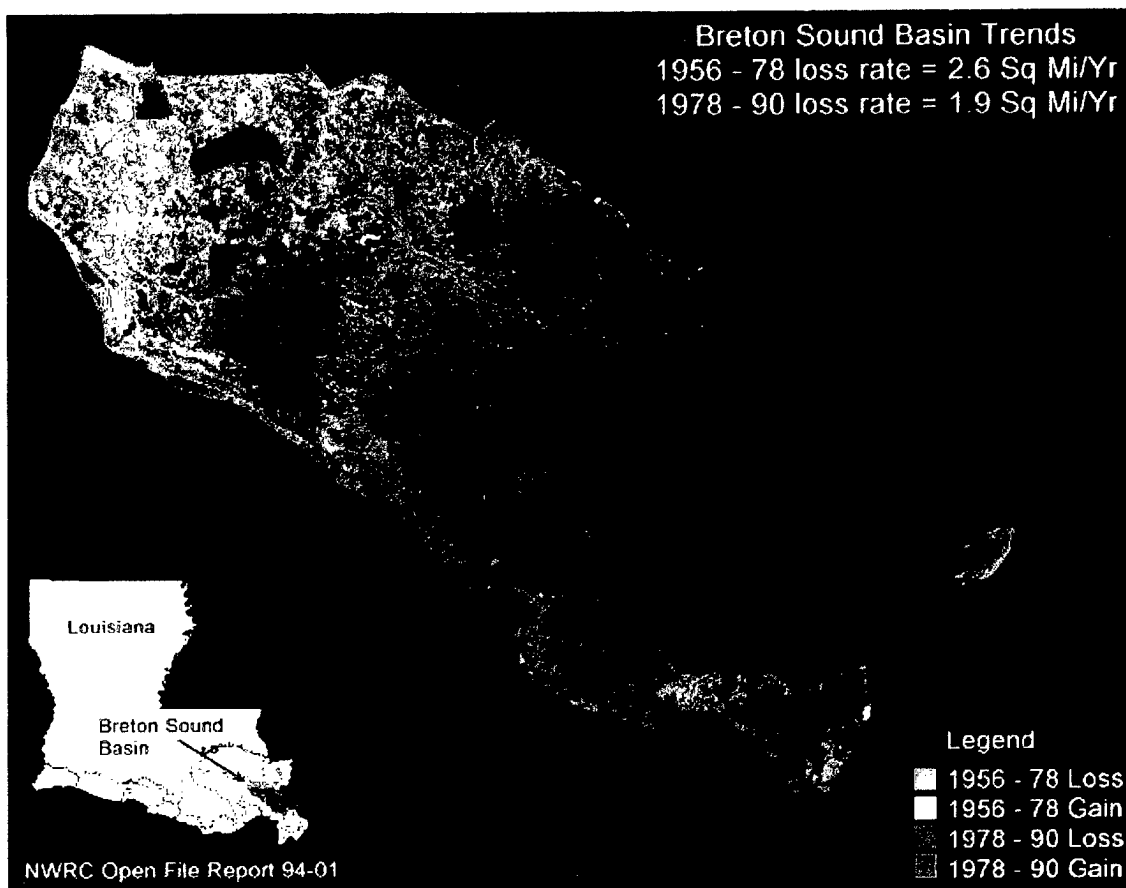 Breton Sound Basin Trends
1956 - 78 loss rate = 2.6 Sq Mi/Yr
1978 - 90 loss rate = 1.9 Sq Mi/Yr
Louisiana
Breton Sound
Basin
Legend
1956 - 78 Loss
1956 - 78 Gain
1978 - 90 Loss
1978 - 90 Gain
NWRC Open File Report 94-01